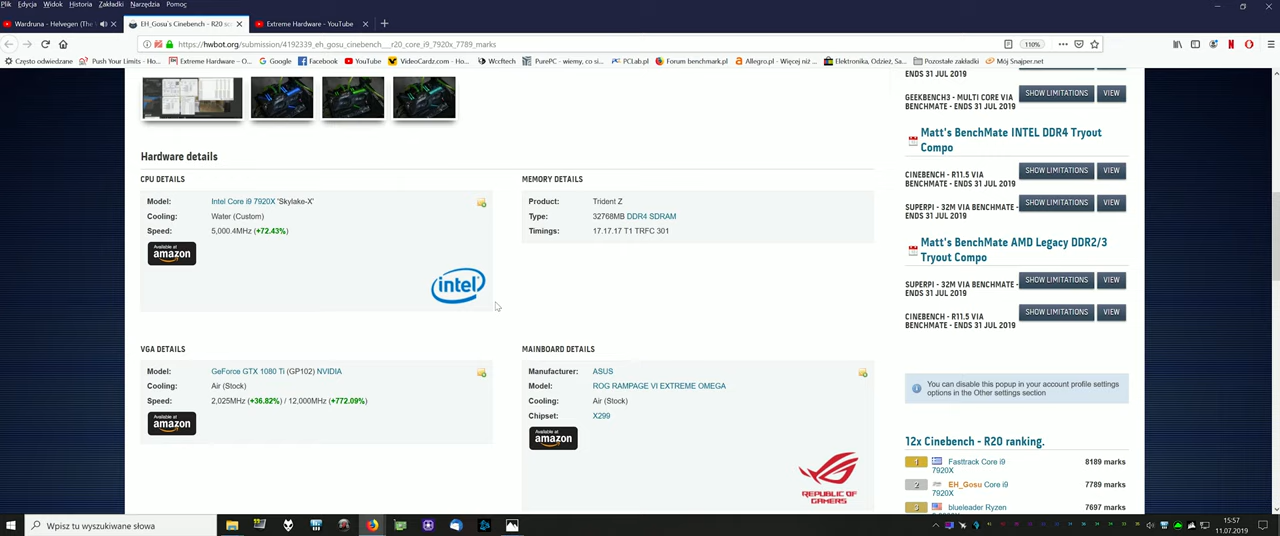 Plik Edycja Widok Historia Zakładki Narzędzia Pomoc
Wardruna - Helvegen (The
EH_Gosu's Cinebench - R20 sc
Extreme Hardware - YouTube
https://hwbot.org/submission/4192339_eh_gosu_cinebench___r20_core_i9_7920x_7789_marks
110%
Często odwiedzane Push Your Limits - Ho... Extreme Hardware - O... Google Facebook YouTube VideoCardz.com - Hor... Wccftech PurePC - wiemy, co si... PCLab.pl Forum benchmark.pl Allegro.pl - Więcej niż ... Elektronika, Odzież, Sa... Pozostałe zakładki Mój Snajper.net
ENDS 31 JUL 2019
GEEKBENCH3 - MULTI CORE VIA
BENCHMATE - ENDS 31 JUL 2019
SHOW LIMITATIONS VIEW
Matt's BenchMate INTEL DDR4 Tryout
Compo
CINEBENCH - R11.5 VIA
BENCHMATE - ENDS 31 JUL 2019
SHOW LIMITATIONS VIEW
SUPERPI - 32M VIA BENCHMATE -
ENDS 31 JUL 2019
SHOW LIMITATIONS VIEW
Matt's BenchMate AMD Legacy DDR2/3
Tryout Compo
SUPERPI - 32M VIA BENCHMATE -
ENDS 31 JUL 2019
SHOW LIMITATIONS VIEW
CINEBENCH - R11.5 VIA
BENCHMATE - ENDS 31 JUL 2019
SHOW LIMITATIONS VIEW
You can disable this popup in your account profile settings
options in the Other settings section
12x Cinebench - R20 ranking.
1 Fasttrack Core i9
7920X
8189 marks
2 EH_Gosu Core i9
7920X
7789 marks
3 blueleader Ryzen
7697 marks
Hardware details
CPU DETAILS
Model: Intel Core i9 7920X 'Skylake-X'
Cooling: Water (Custom)
Speed: 5,000.4MHz (+72.43%)
Available at
amazon
intel
MEMORY DETAILS
Product: Trident Z
Type: 32768MB DDR4 SDRAM
Timings: 17.17.17 T1 TRFC 301
VGA DETAILS
Model: GeForce GTX 1080 Ti (GP102) NVIDIA
Cooling: Air (Stock)
Speed: 2,025MHz (+36.82%) / 12,000MHz (+772.09%)
Available at
amazon
MAINBOARD DETAILS
Manufacturer: ASUS
Model: ROG RAMPAGE VI EXTREME OMEGA
Cooling: Air (Stock)
Chipset: X299
Available at
amazon
REPUBLIC OF
GAMERS
Wpisz tu wyszukiwane słowa
15:57
11.07.2019